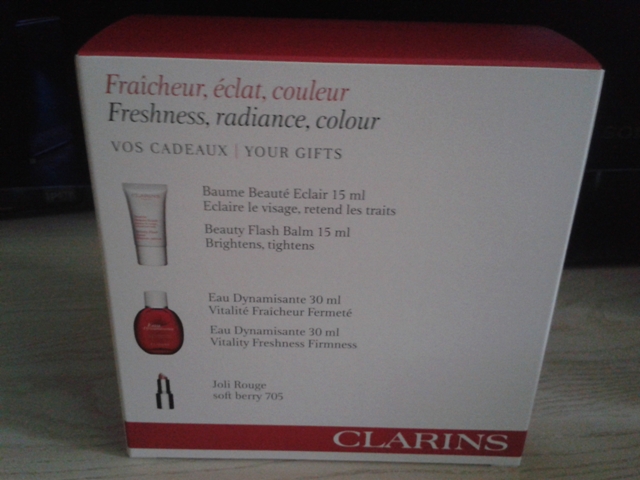 Fraîcheur, éclat, couleur
Freshness, radiance, colour
VOS CADEAUX | YOUR GIFTS
Baume Beauté Eclair 15 ml
Eclaire le visage, retend les traits
Beauty Flash Balm 15 ml
Brightens, tightens
Eau Dynamisante 30 ml
Vitalité Fraîcheur Fermeté
Eau Dynamisante 30 ml
Vitality Freshness Firmness
Joli Rouge
soft berry 705
CLARINS